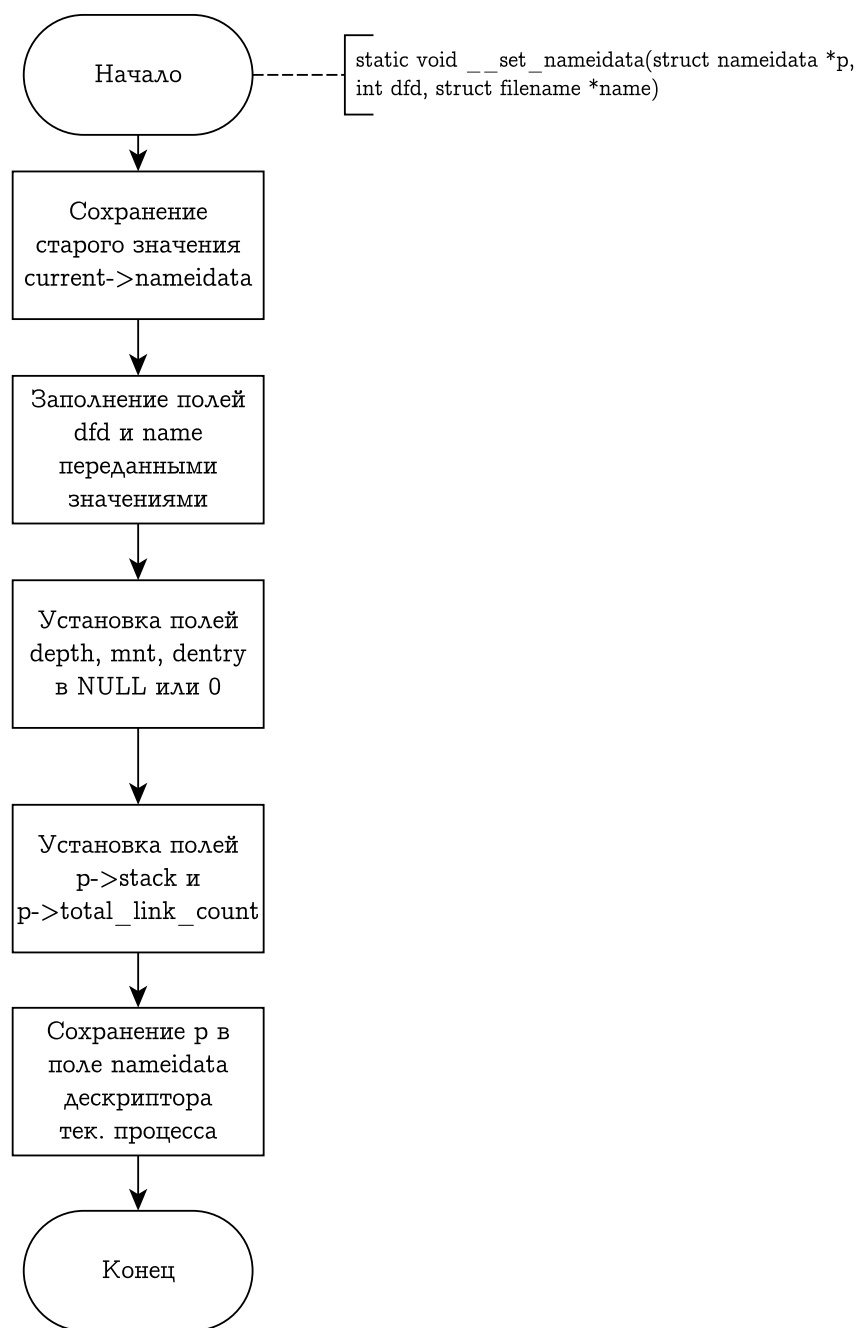 Начало
static void __set_nameidata(struct nameidata *p,
int dfd, struct filename *name)
Сохранение
старого значения
current->nameidata
Заполнение полей
dfd и name
переданными
значениями
Установка полей
depth, mnt, dentry
в NULL или 0
Установка полей
p->stack и
p->total_link_count
Сохранение p в
поле nameidata
дескриптора
тек. процесса
Конец